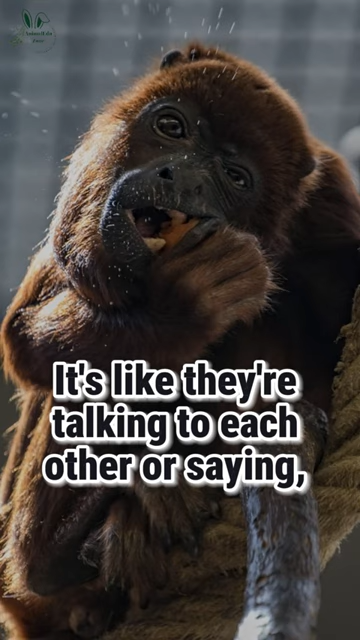 It's like they're
talking to each
other or saying,